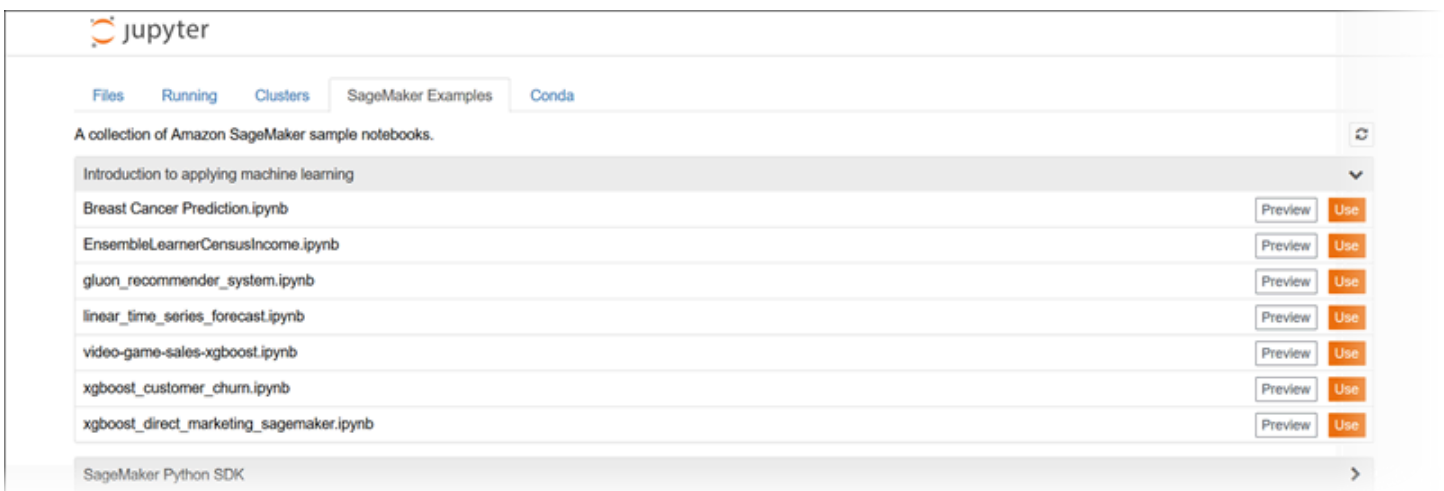 jupyter
Files Running Clusters SageMaker Examples Conda
A collection of Amazon SageMaker sample notebooks.
Introduction to applying machine learning
Breast Cancer Prediction.ipynb Preview Use
EnsembleLearnerCensusIncome.ipynb Preview Use
gluon_recommender_system.ipynb Preview Use
linear_time_series_forecast.ipynb Preview Use
video-game-sales-xgboost.ipynb Preview Use
xgboost_customer_churn.ipynb Preview Use
xgboost_direct_marketing_sagemaker.ipynb Preview Use
SageMaker Python SDK